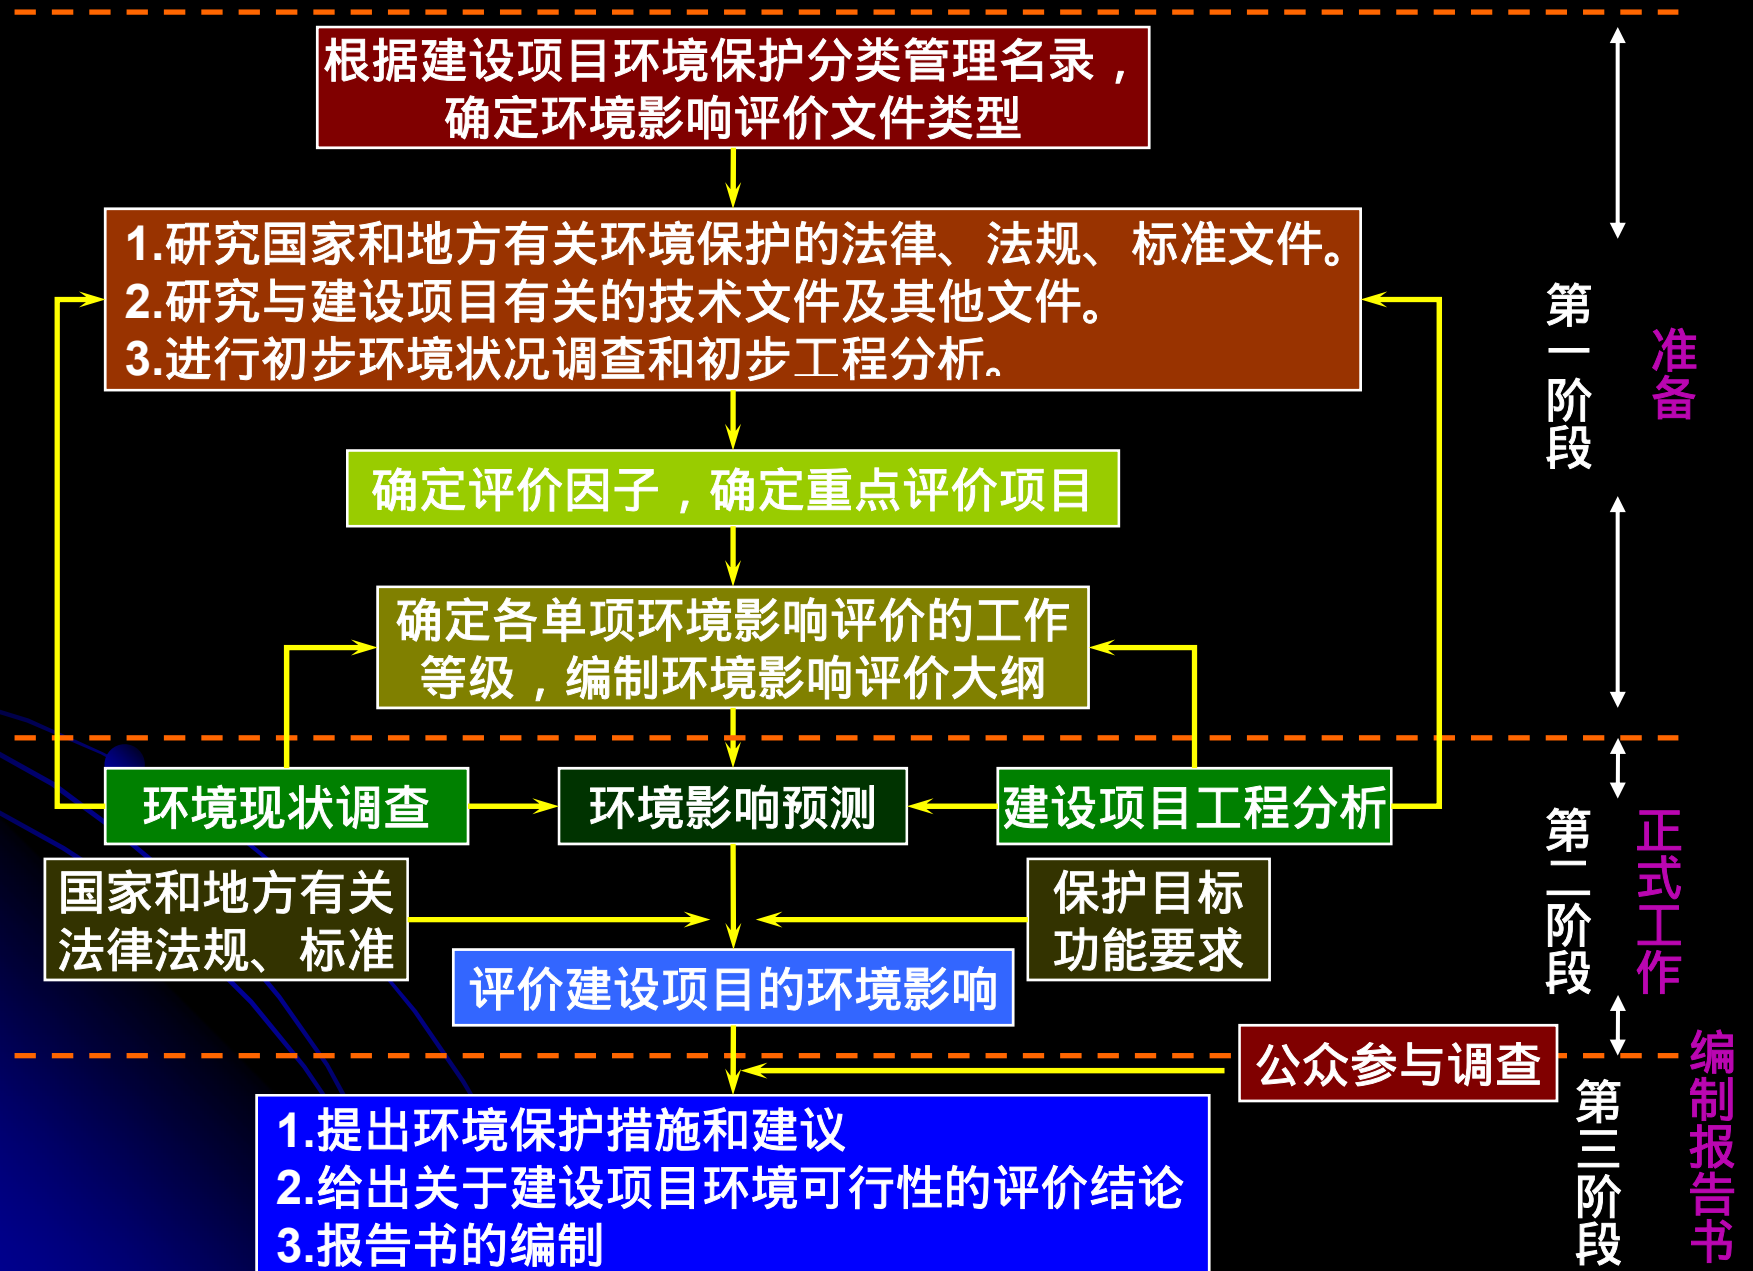 根据建设项目环境保护分类管理名录，
确定环境影响评价文件类型
1.研究国家和地方有关环境保护的法律、法规、标准文件。
2.研究与建设项目有关的技术文件及其他文件。
3.进行初步环境状况调查和初步工程分析。
第一阶段
准备
确定评价因子，确定重点评价项目
确定各单项环境影响评价的工作
等级，编制环境影响评价大纲
环境现状调查
环境影响预测
建设项目工程分析
第二阶段
正式工作
国家和地方有关
法律法规、标准
保护目标
功能要求
评价建设项目的环境影响
公众参与调查
第三阶段
编制报告书
1.提出环境保护措施和建议
2.给出关于建设项目环境可行性的评价结论
3.报告书的编制